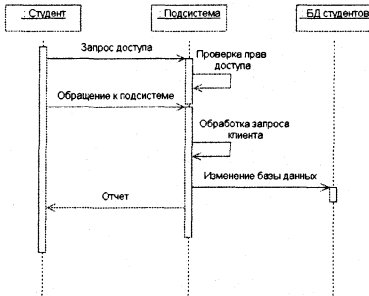 : Студент
Подсистема
БД студентов
Запрос доступа
Проверка прав
доступа
Обращение к подсистеме
Обработка запроса
клиента
Изменение базы данных
Отчет